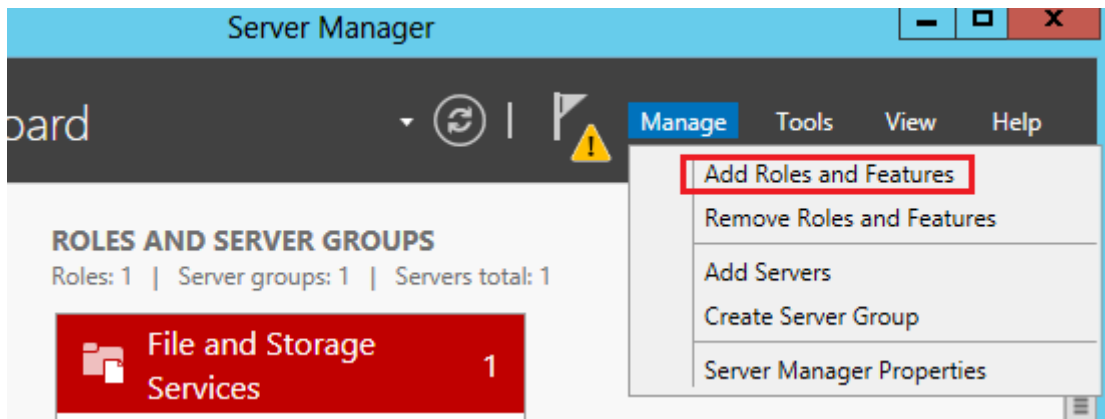 Server Manager
oard
Manage Tools View Help
Add Roles and Features
Remove Roles and Features
Add Servers
Create Server Group
Server Manager Properties
ROLES AND SERVER GROUPS
Roles: 1 | Server groups: 1 | Servers total: 1
File and Storage
Services
1